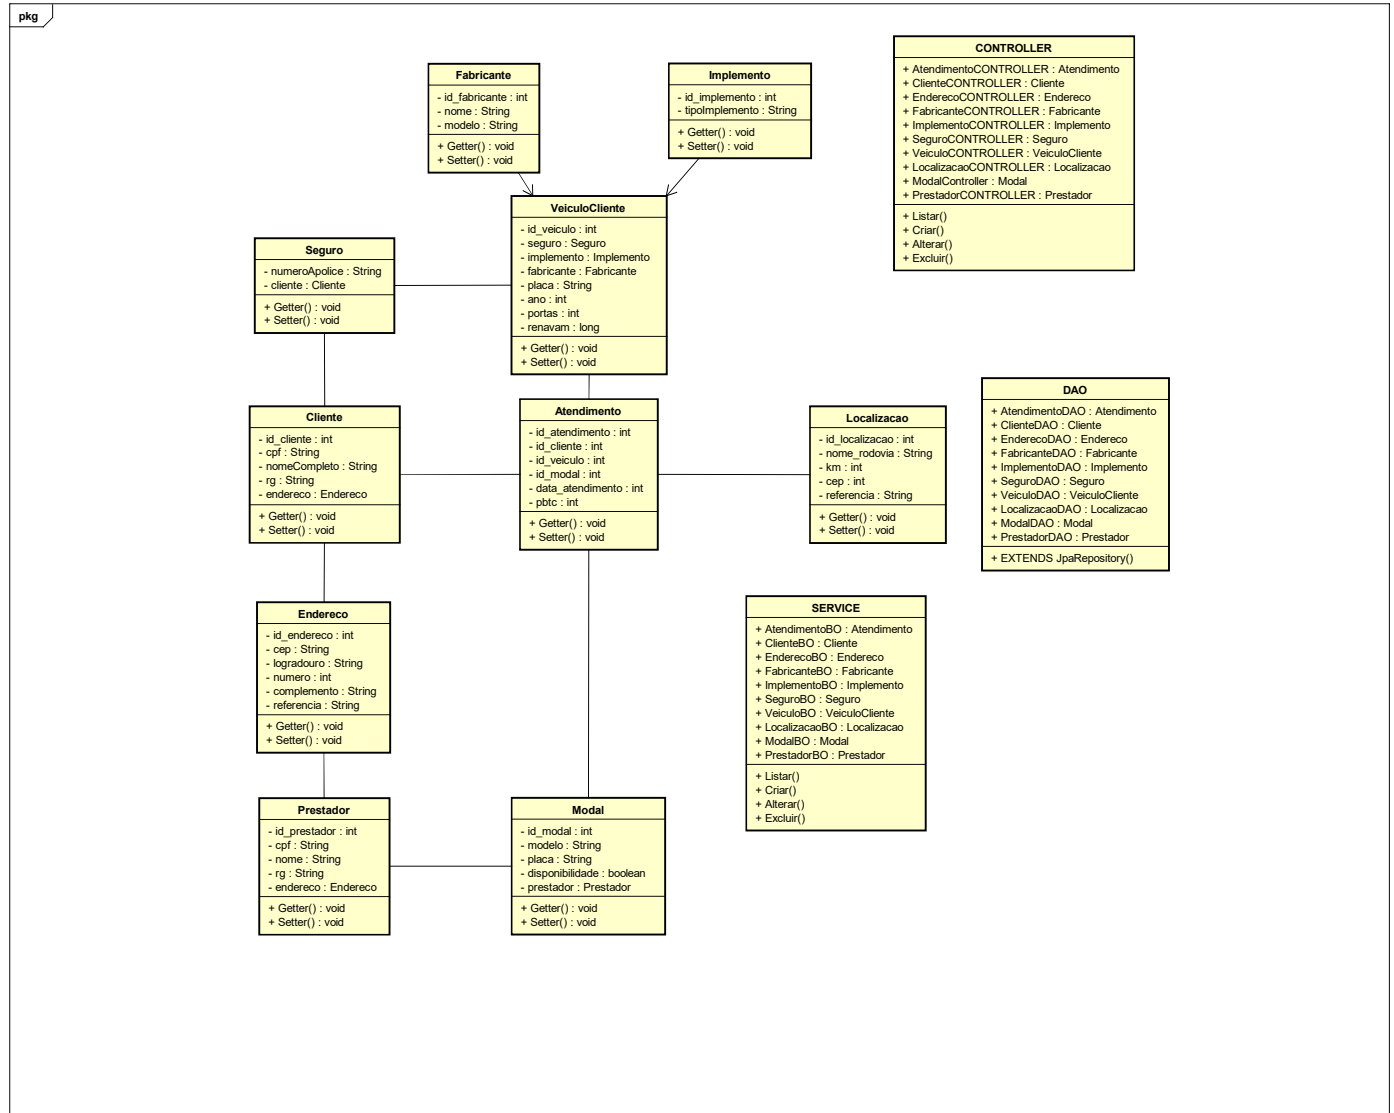 pkg
Fabricante
- id_fabricante : int
- nome : String
- modelo : String
+ Getter() : void
+ Setter() : void
Implemento
- id_implemento : int
- tipoImplemento : String
+ Getter() : void
+ Setter() : void
CONTROLLER
+ AtendimentoCONTROLLER : Atendimento
+ ClienteCONTROLLER : Cliente
+ EnderecoCONTROLLER : Endereco
+ FabricanteCONTROLLER : Fabricante
+ ImplementoCONTROLLER : Implemento
+ SeguroCONTROLLER : Seguro
+ VeiculoCONTROLLER : VeiculoCliente
+ LocalizacaoCONTROLLER : Localizacao
+ ModalController : Modal
+ PrestadorCONTROLLER : Prestador
+ Listar()
+ Criar()
+ Alterar()
+ Excluir()
VeiculoCliente
- id_veiculo : int
- seguro : Seguro
- implemento : Implemento
- fabricante : Fabricante
- placa : String
- ano : int
- portas : int
- renavam : long
+ Getter() : void
+ Setter() : void
Seguro
- numeroApolice : String
- cliente : Cliente
+ Getter() : void
+ Setter() : void
Cliente
- id_cliente : int
- cpf : String
- nomeCompleto : String
- rg : String
- endereco : Endereco
+ Getter() : void
+ Setter() : void
Atendimento
- id_atendimento : int
- id_cliente : int
- id_veiculo : int
- id_modal : int
- data_atendimento : int
- pbtc : int
+ Getter() : void
+ Setter() : void
Localizacao
- id_localizacao : int
- nome_rodovia : String
- km : int
- cep : int
- referencia : String
+ Getter() : void
+ Setter() : void
DAO
+ AtendimentoDAO : Atendimento
+ ClienteDAO : Cliente
+ EnderecoDAO : Endereco
+ FabricanteDAO : Fabricante
+ ImplementoDAO : Implemento
+ SeguroDAO : Seguro
+ VeiculoDAO : VeiculoCliente
+ LocalizacaoDAO : Localizacao
+ ModalDAO : Modal
+ PrestadorDAO : Prestador
+ EXTENDS JpaRepository()
Endereco
- id_endereco : int
- cep : String
- logradouro : String
- numero : int
- complemento : String
- referencia : String
+ Getter() : void
+ Setter() : void
SERVICE
+ AtendimentoBO : Atendimento
+ ClienteBO : Cliente
+ EnderecoBO : Endereco
+ FabricanteBO : Fabricante
+ ImplementoBO : Implemento
+ SeguroBO : Seguro
+ VeiculoBO : VeiculoCliente
+ LocalizacaoBO : Localizacao
+ ModalBO : Modal
+ PrestadorBO : Prestador
+ Listar()
+ Criar()
+ Alterar()
+ Excluir()
Prestador
- id_prestador : int
- cpf : String
- nome : String
- rg : String
- endereco : Endereco
+ Getter() : void
+ Setter() : void
Modal
- id_modal : int
- modelo : String
- placa : String
- disponibilidade : boolean
- prestador : Prestador
+ Getter() : void
+ Setter() : void